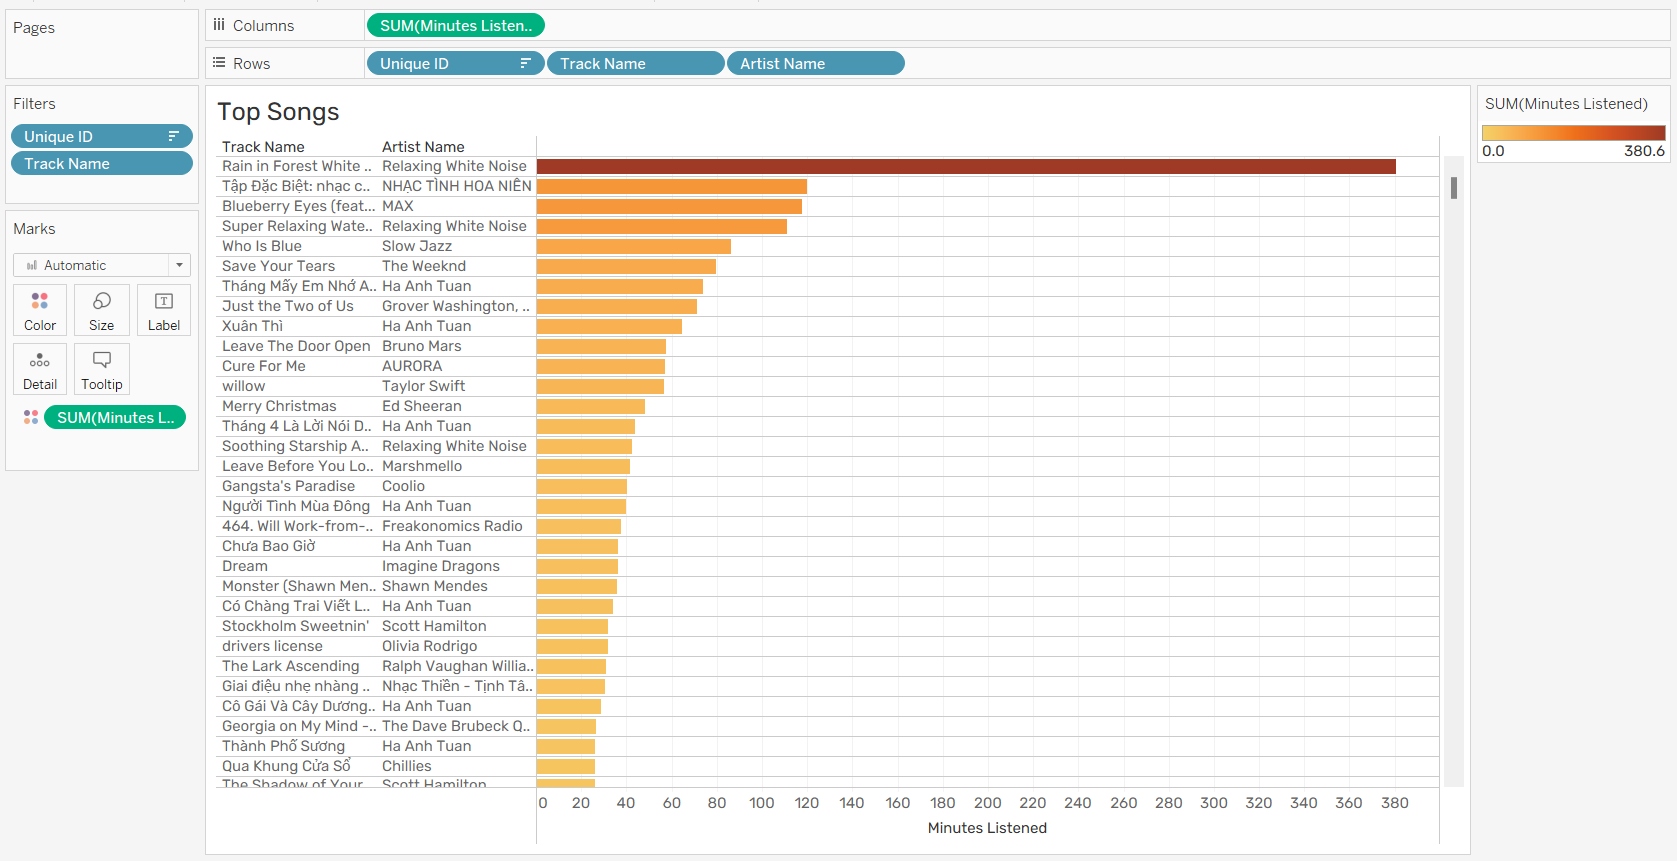 Pages
Columns
SUM(Minutes Listen..
Rows
Unique ID
Track Name
Artist Name
Filters
Unique ID
Track Name
Marks
Automatic
Color
Size
Label
Detail
Tooltip
SUM(Minutes L..
Top Songs
Track Name Artist Name
Rain in Forest White .. Relaxing White Noise
Tập Đặc Biệt: nhạc c.. NHẠC TÌNH HOA NIÊN
Blueberry Eyes (feat... MAX
Super Relaxing Wate.. Relaxing White Noise
Who Is Blue Slow Jazz
Save Your Tears The Weeknd
Tháng Mấy Em Nhớ A.. Ha Anh Tuan
Just the Two of Us Grover Washington, ..
Xuân Thì Ha Anh Tuan
Leave The Door Open Bruno Mars
Cure For Me AURORA
willow Taylor Swift
Merry Christmas Ed Sheeran
Tháng 4 Là Lời Nói D.. Ha Anh Tuan
Soothing Starship A.. Relaxing White Noise
Leave Before You Lo.. Marshmello
Gangsta's Paradise Coolio
Người Tình Mùa Đông Ha Anh Tuan
464. Will Work-from-.. Freakonomics Radio
Chưa Bao Giờ Ha Anh Tuan
Dream Imagine Dragons
Monster (Shawn Men.. Shawn Mendes
Có Chàng Trai Viết L.. Ha Anh Tuan
Stockholm Sweetnin' Scott Hamilton
drivers license Olivia Rodrigo
The Lark Ascending Ralph Vaughan Willia..
Giai điệu nhẹ nhàng .. Nhạc Thiền - Tịnh Tâ..
Cô Gái Và Cây Dương.. Ha Anh Tuan
Georgia on My Mind -.. The Dave Brubeck Q..
Thành Phố Sương Ha Anh Tuan
Qua Khung Cửa Sổ Chillies
The Shadow of Your Scott Hamilton
0 20 40 60 80 100 120 140 160 180 200 220 240 260 280 300 320 340 360 380
Minutes Listened
SUM(Minutes Listened)
0.0 380.6